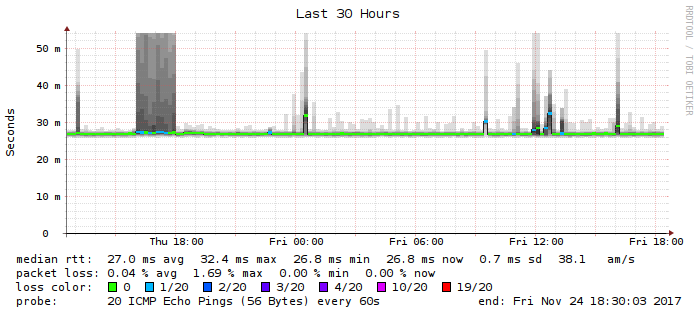 Last 30 Hours
RRDTOOL / TOBI OETIKER
Seconds
50 m
40 m
30 m
20 m
10 m
0
Thu 18:00 Fri 00:00 Fri 06:00 Fri 12:00 Fri 18:00
median rtt: 27.0 ms avg 32.4 ms max 26.8 ms min 26.8 ms now 0.7 ms sd 38.1 am/s
packet loss: 0.04 % avg 1.69 % max 0.00 % min 0.00 % now
loss color: 0 1/20 2/20 3/20 4/20 10/20 19/20
probe: 20 ICMP Echo Pings (56 Bytes) every 60s end: Fri Nov 24 18:30:03 2017